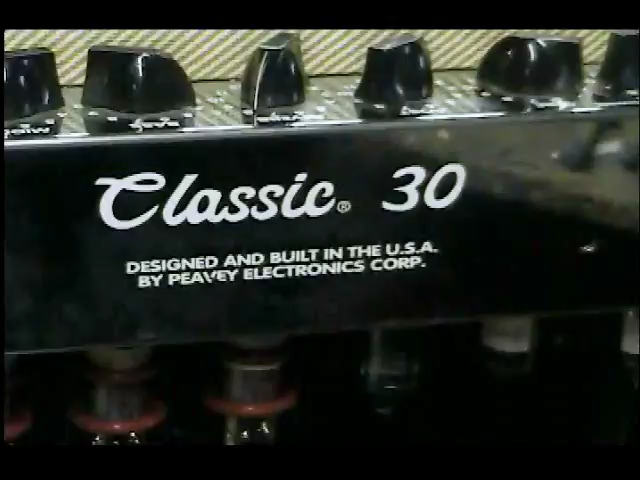 Classic® 30
DESIGNED AND BUILT IN THE U.S.A.
BY PEAVEY ELECTRONICS CORP.